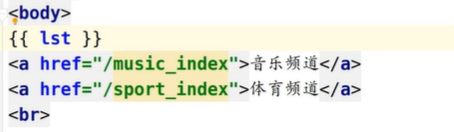 <body>
{{ lst }}
<a href="/music_index">音乐频道</a>
<a href="/sport_index">体育频道</a>
<br>